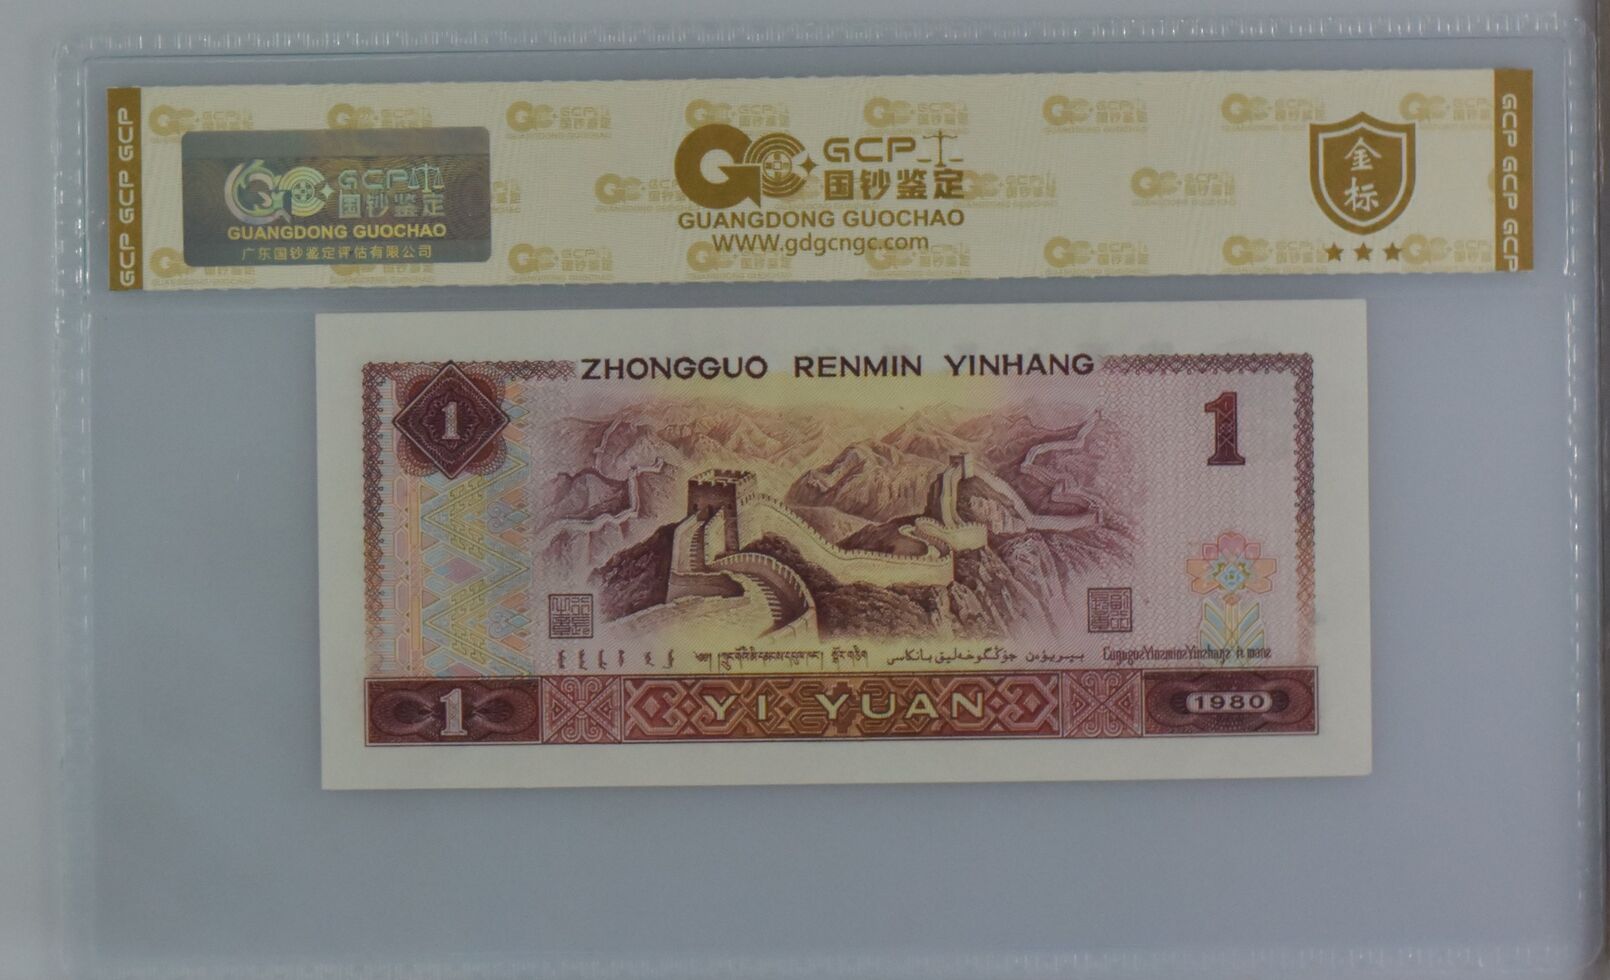 GCP GCP GCP
GCP 国钞鉴定
GUANGDONG GUOCHAO
广东国钞鉴定评估有限公司
GCP
国钞鉴定
GUANGDONG GUOCHAO
WWW.gdgcngc.com
金标
GCP GCP GCP
ZHONGGUO RENMIN YINHANG
1
1
1 YI YUAN 1980